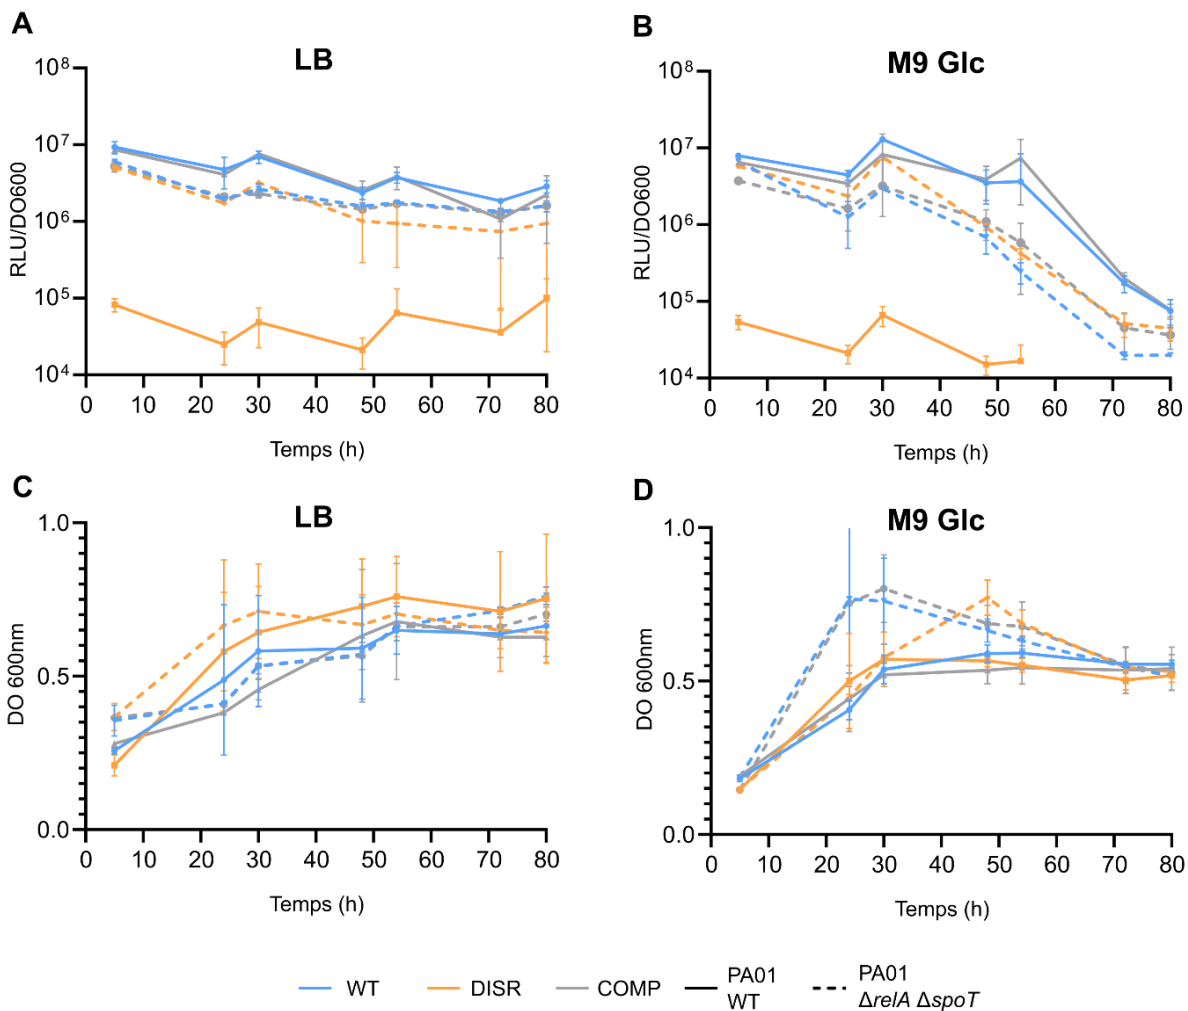 A
LB
10⁸
10⁷
10⁶
10⁵
10⁴
RLU/DO600
0 10 20 30 40 50 60 70 80
Temps (h)
B
M9 Glc
10⁸
10⁷
10⁶
10⁵
10⁴
RLU/DO600
0 10 20 30 40 50 60 70 80
Temps (h)
C
LB
1.0
0.5
0.0
DO 600nm
0 10 20 30 40 50 60 70 80
Temps (h)
D
M9 Glc
1.0
0.5
0.0
DO 600nm
0 10 20 30 40 50 60 70 80
Temps (h)
WT
DISR
COMP
PA01
WT
PA01
ΔrelA ΔspoT